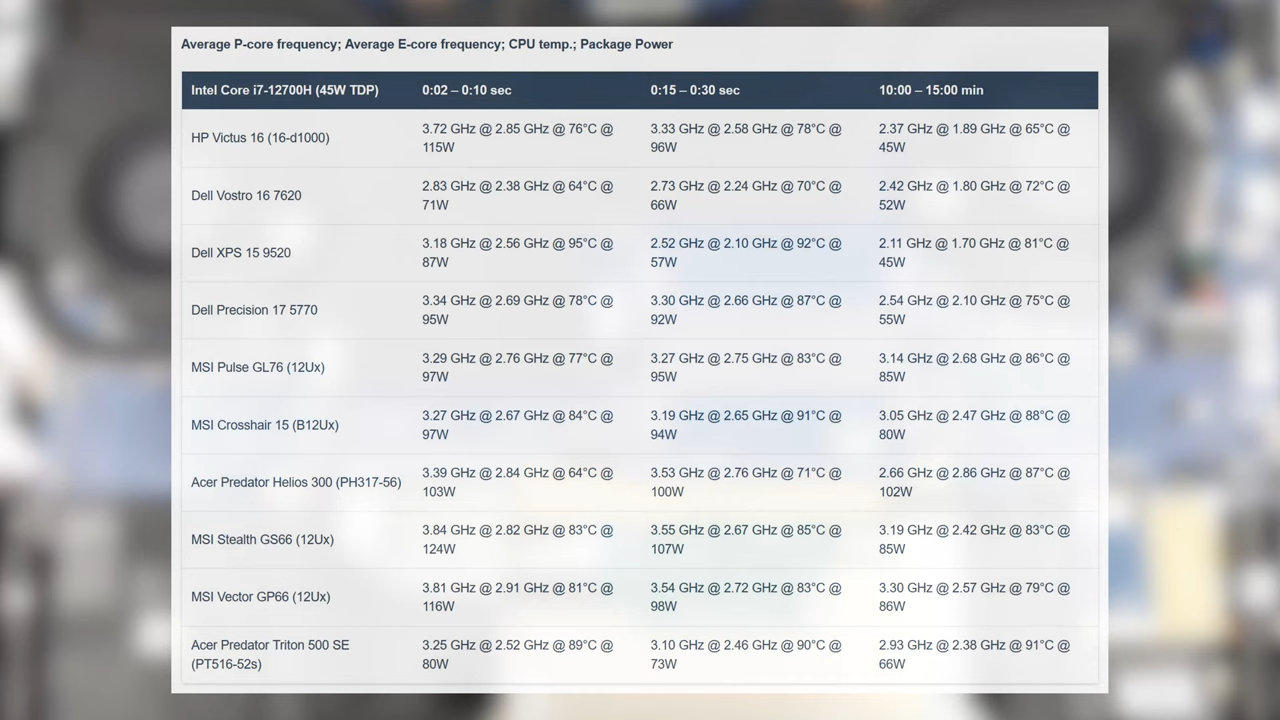 Average P-core frequency; Average E-core frequency; CPU temp.; Package Power
Intel Core i7-12700H (45W TDP) 0:02 – 0:10 sec 0:15 – 0:30 sec 10:00 – 15:00 min
HP Victus 16 (16-d1000) 3.72 GHz @ 2.85 GHz @ 76°C @ 115W 3.33 GHz @ 2.58 GHz @ 78°C @ 96W 2.37 GHz @ 1.89 GHz @ 65°C @ 45W
Dell Vostro 16 7620 2.83 GHz @ 2.38 GHz @ 64°C @ 71W 2.73 GHz @ 2.24 GHz @ 70°C @ 66W 2.42 GHz @ 1.80 GHz @ 72°C @ 52W
Dell XPS 15 9520 3.18 GHz @ 2.56 GHz @ 95°C @ 87W 2.52 GHz @ 2.10 GHz @ 92°C @ 57W 2.11 GHz @ 1.70 GHz @ 81°C @ 45W
Dell Precision 17 5770 3.34 GHz @ 2.69 GHz @ 78°C @ 95W 3.30 GHz @ 2.66 GHz @ 87°C @ 92W 2.54 GHz @ 2.10 GHz @ 75°C @ 55W
MSI Pulse GL76 (12Ux) 3.29 GHz @ 2.76 GHz @ 77°C @ 97W 3.27 GHz @ 2.75 GHz @ 83°C @ 95W 3.14 GHz @ 2.68 GHz @ 86°C @ 85W
MSI Crosshair 15 (B12Ux) 3.27 GHz @ 2.67 GHz @ 84°C @ 97W 3.19 GHz @ 2.65 GHz @ 91°C @ 94W 3.05 GHz @ 2.47 GHz @ 88°C @ 80W
Acer Predator Helios 300 (PH317-56) 3.39 GHz @ 2.84 GHz @ 64°C @ 103W 3.53 GHz @ 2.76 GHz @ 71°C @ 100W 2.66 GHz @ 2.86 GHz @ 87°C @ 102W
MSI Stealth GS66 (12Ux) 3.84 GHz @ 2.82 GHz @ 83°C @ 124W 3.55 GHz @ 2.67 GHz @ 85°C @ 107W 3.19 GHz @ 2.42 GHz @ 83°C @ 85W
MSI Vector GP66 (12Ux) 3.81 GHz @ 2.91 GHz @ 81°C @ 116W 3.54 GHz @ 2.72 GHz @ 83°C @ 98W 3.30 GHz @ 2.57 GHz @ 79°C @ 86W
Acer Predator Triton 500 SE (PT516-52s) 3.25 GHz @ 2.52 GHz @ 89°C @ 80W 3.10 GHz @ 2.46 GHz @ 90°C @ 73W 2.93 GHz @ 2.38 GHz @ 91°C @ 66W